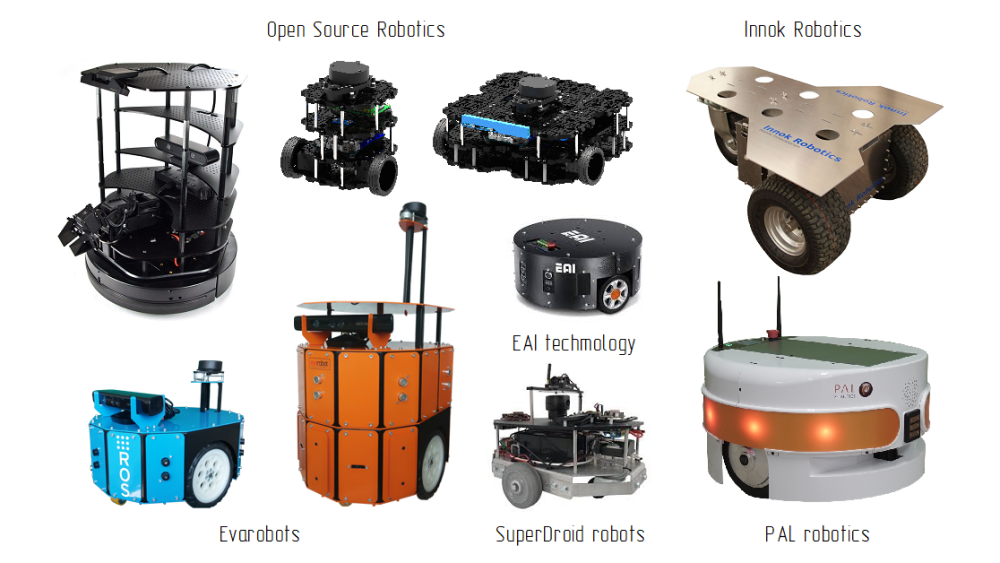 Open Source Robotics
Innok Robotics
Innok Robotics
Innok Robotics
EAI
EAI
EAI techmology
PAL
ROS
Evarobots
SuperDroid robots
PAL robotics